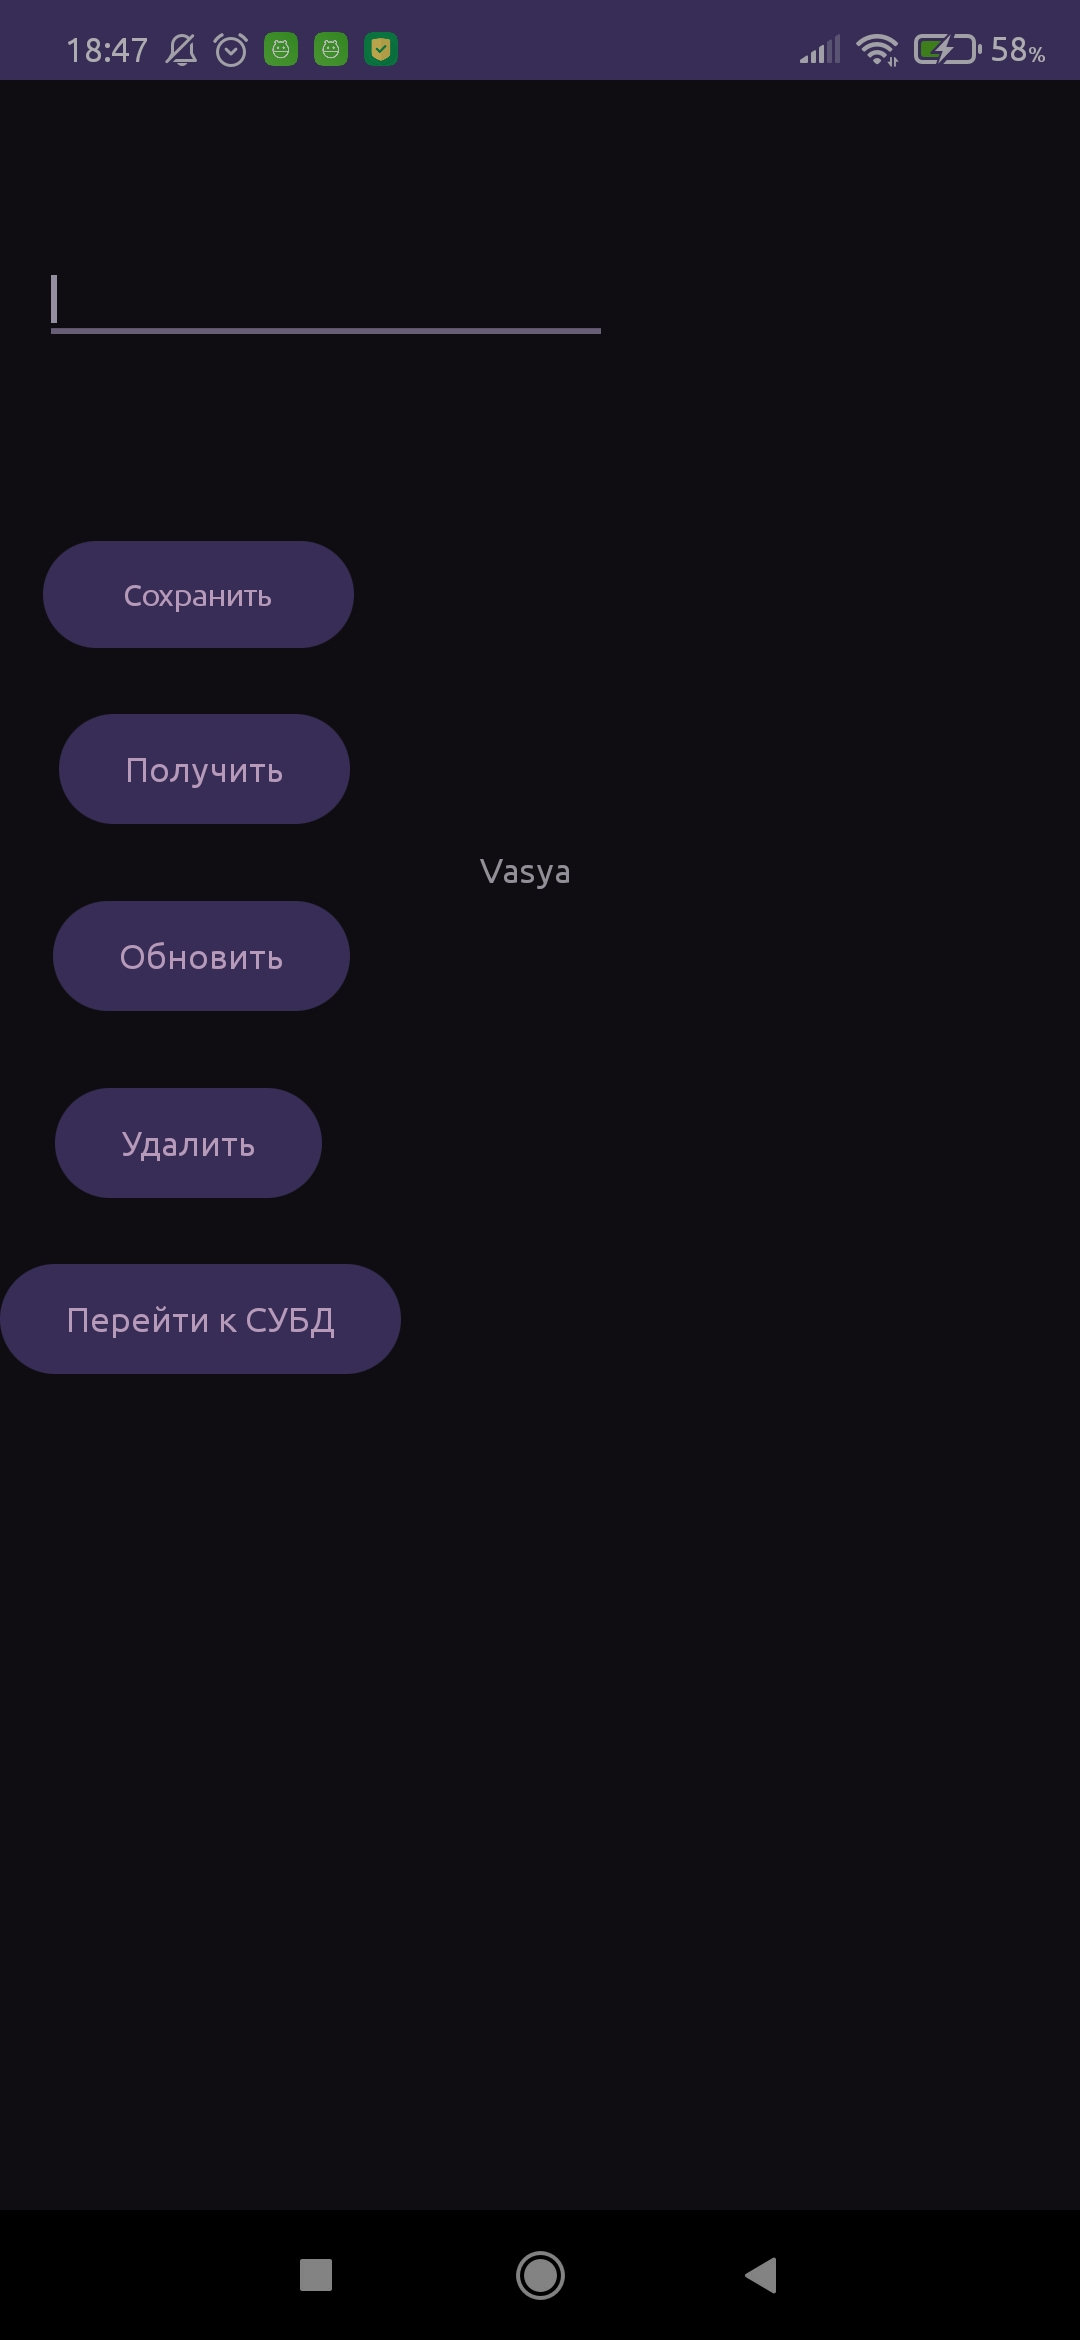 18:47 58%
Сохранить
Получить
Vasya
Обновить
Удалить
Перейти к СУБД